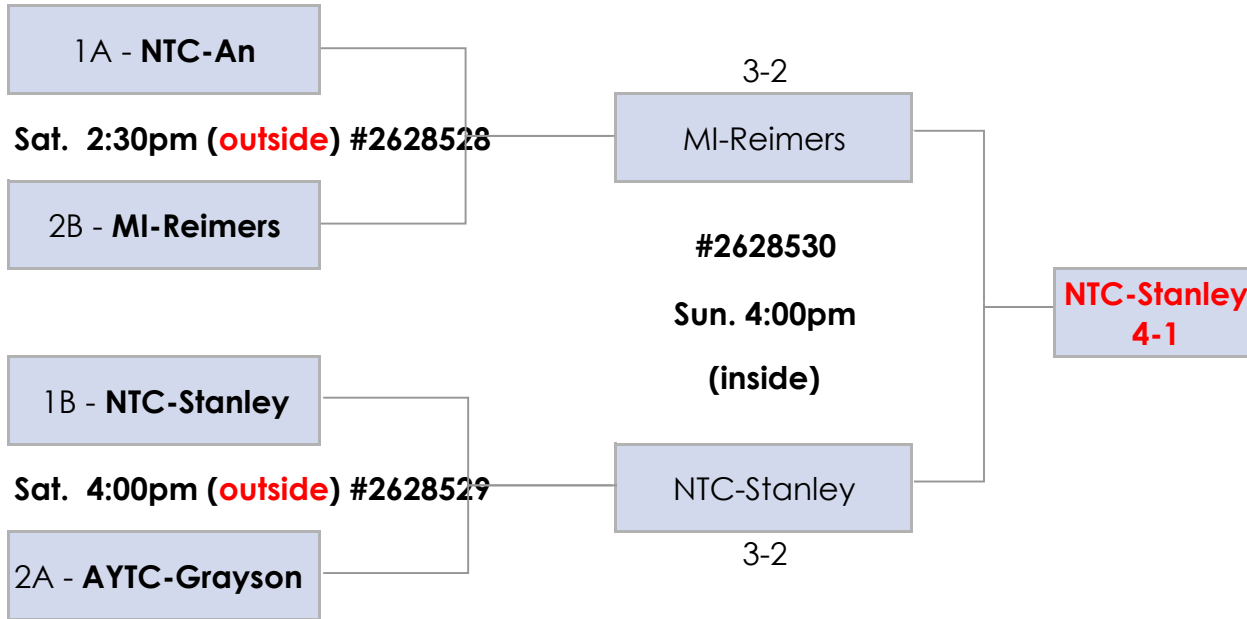 1A - NTC-An
Sat. 2:30pm (outside) #2628528
2B - MI-Reimers
1B - NTC-Stanley
Sat. 4:00pm (outside) #2628529
2A - AYTC-Grayson
3-2
MI-Reimers
#2628530
Sun. 4:00pm
(inside)
NTC-Stanley
3-2
NTC-Stanley
4-1